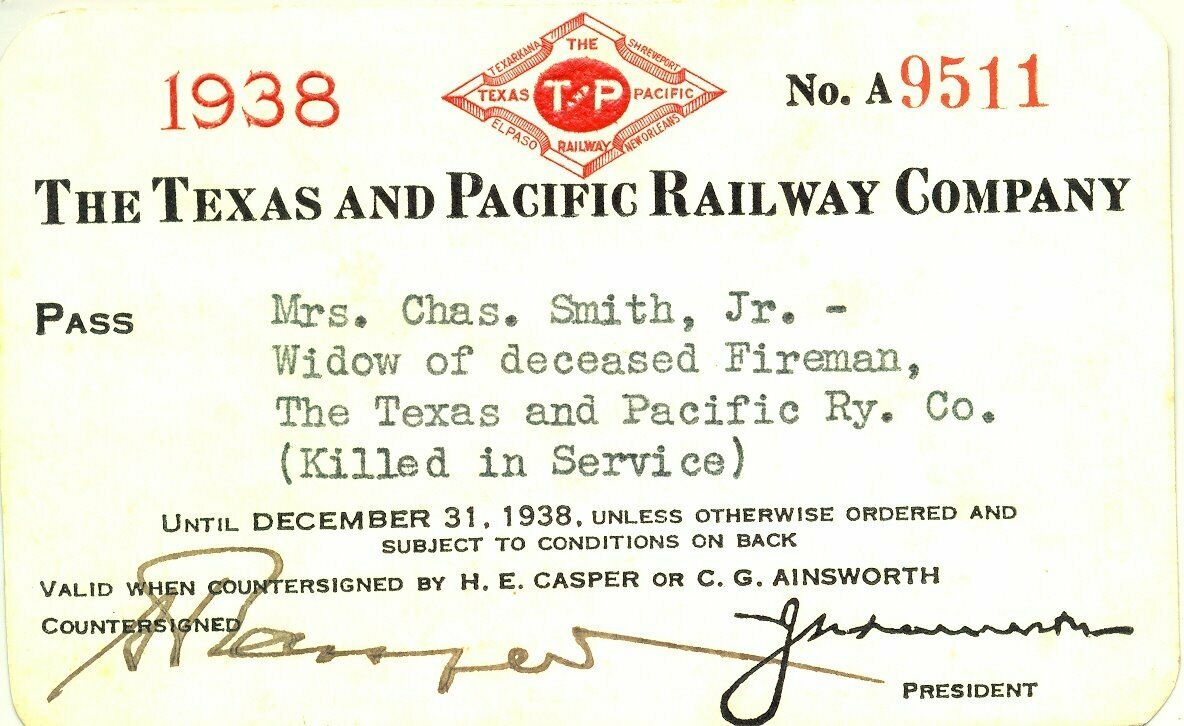 1938
THE
TEXARKANA
SHREVEPORT
TEXAS T AND P PACIFIC
EL PASO
RAILWAY
NEW ORLEANS
No. A 9511
THE TEXAS AND PACIFIC RAILWAY COMPANY
PASS
Mrs. Chas. Smith, Jr. -
Widow of deceased Fireman,
The Texas and Pacific Ry. Co.
(Killed in Service)
UNTIL DECEMBER 31, 1938, UNLESS OTHERWISE ORDERED AND
SUBJECT TO CONDITIONS ON BACK
VALID WHEN COUNTERSIGNED BY H. E. CASPER OR C. G. AINSWORTH
COUNTERSIGNED
PRESIDENT